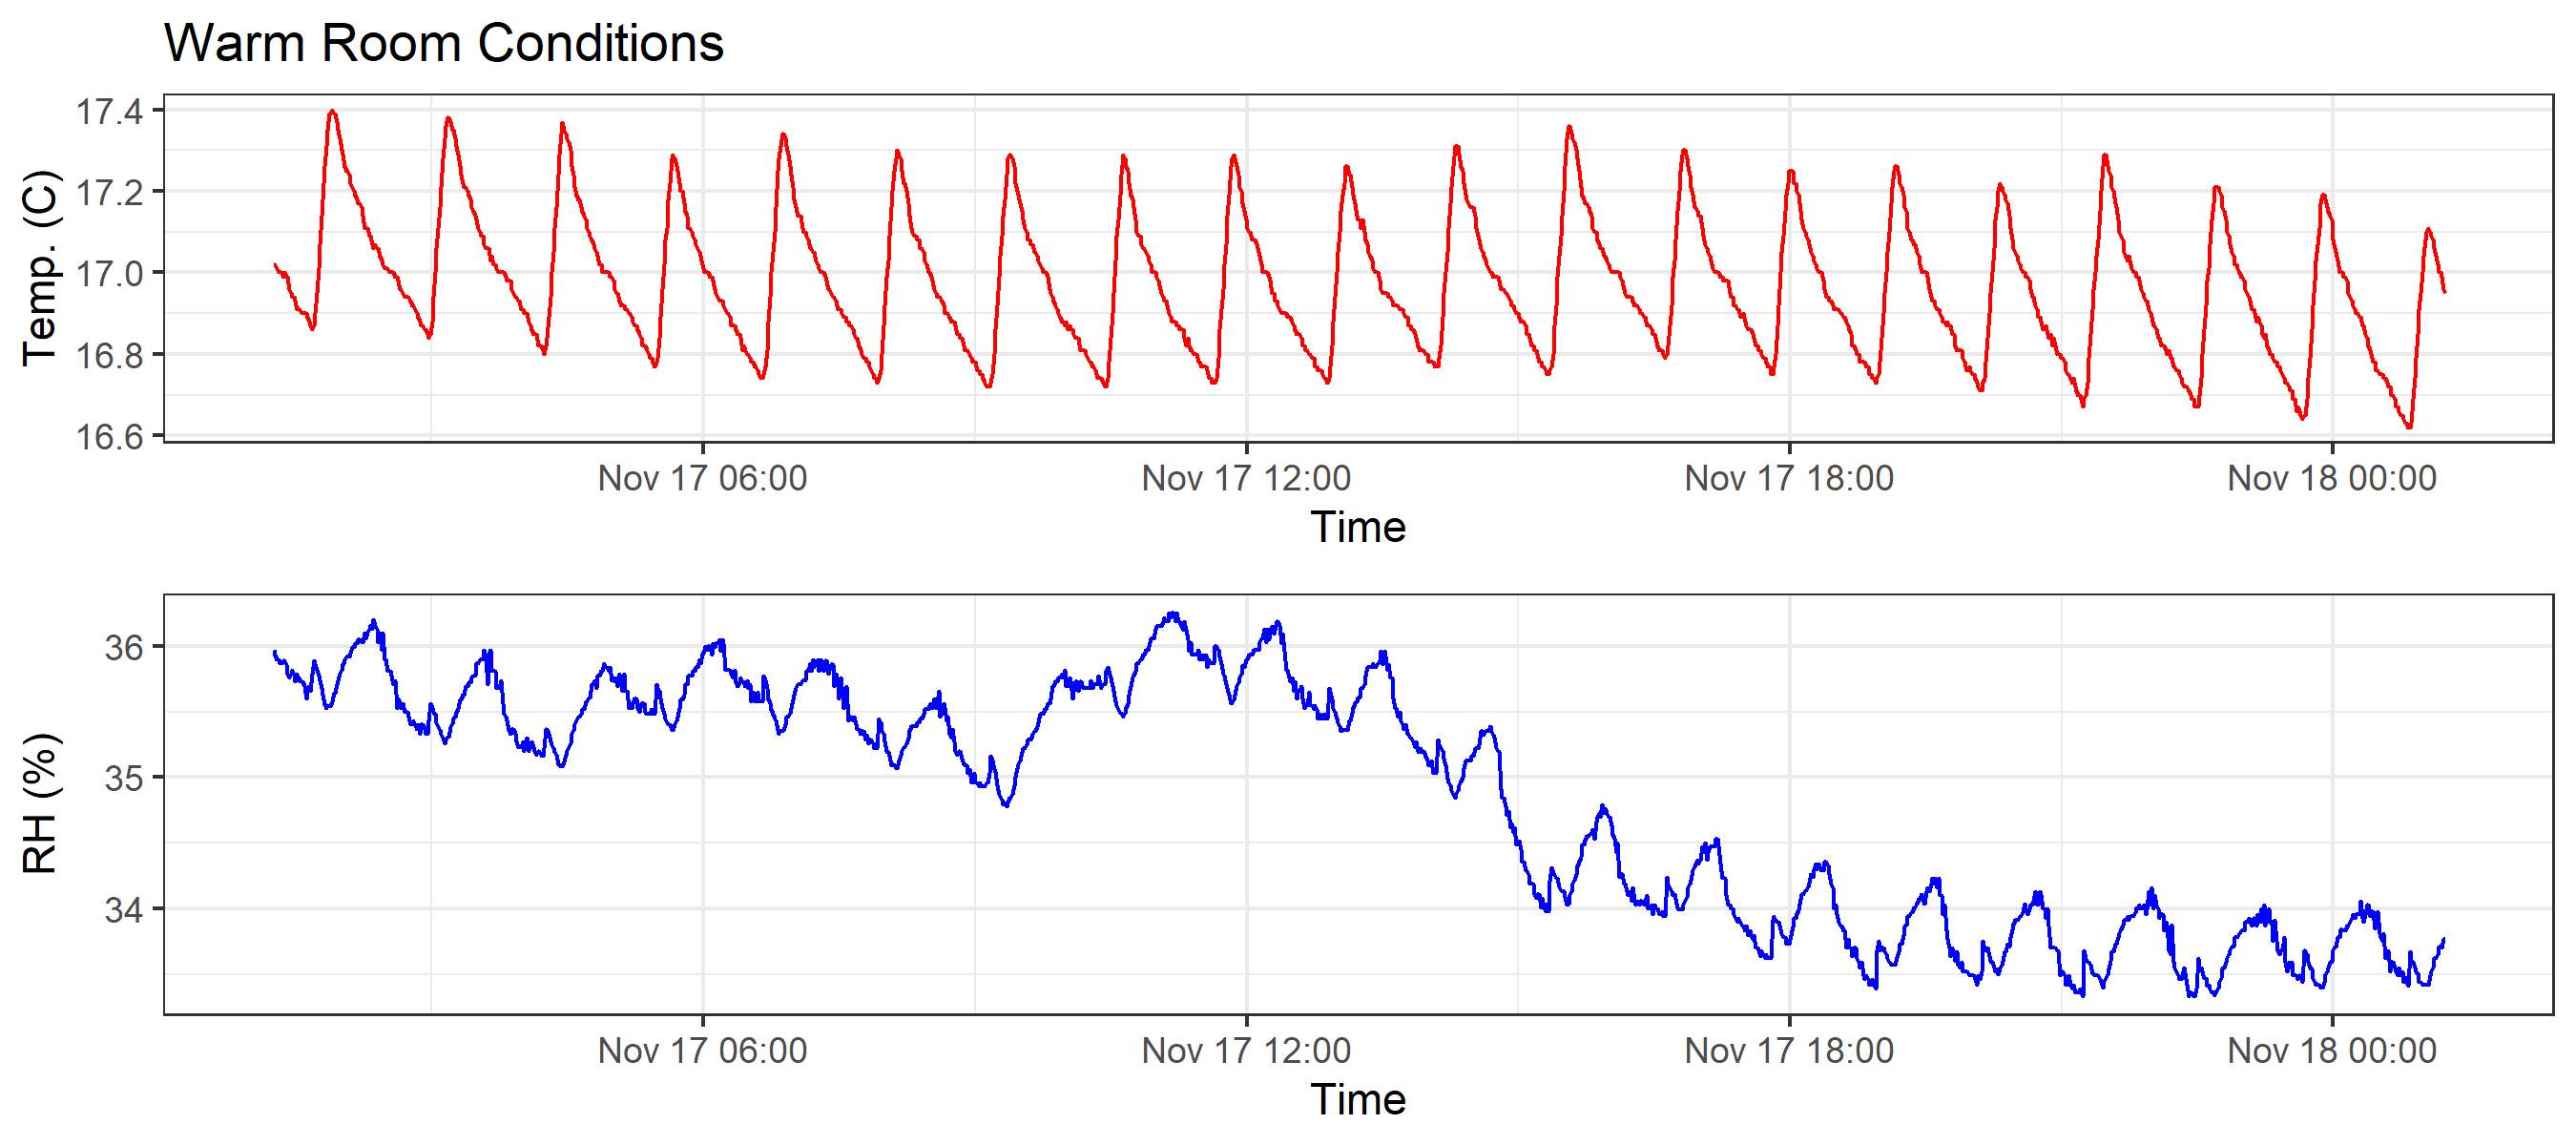 Warm Room Conditions
Temp. (C)
17.4
17.2
17.0
16.8
16.6
Nov 17 06:00 Nov 17 12:00 Nov 17 18:00 Nov 18 00:00
Time
RH (%)
36
35
34
Nov 17 06:00 Nov 17 12:00 Nov 17 18:00 Nov 18 00:00
Time